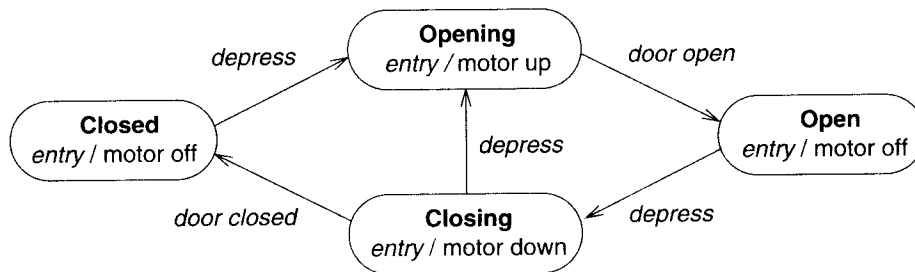 Opening
entry / motor up
depress
door open
Closed
entry / motor off
Open
entry / motor off
depress
door closed
Closing
entry / motor down
depress